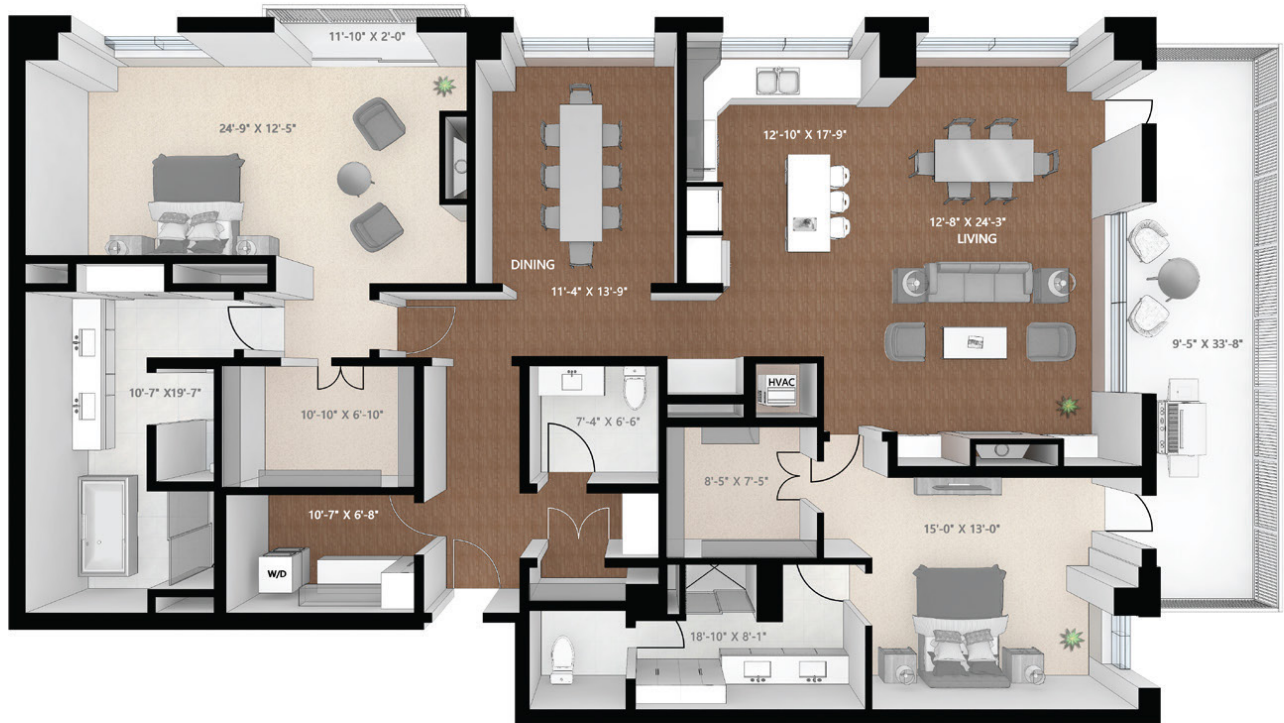 11'-10" X 2'-0"
24'-9" X 12'-5"
12'-10" X 17'-9"
12'-8" X 24'-3"
LIVING
DINING
11'-4" X 13'-9"
9'-5" X 33'-8"
HVAC
10'-7" X19'-7"
10'-10" X 6'-10"
7'-4" X 6'-6"
8'-5" X 7'-5"
10'-7" X 6'-8"
15'-0" X 13'-0"
W/D
18'-10" X 8'-1"